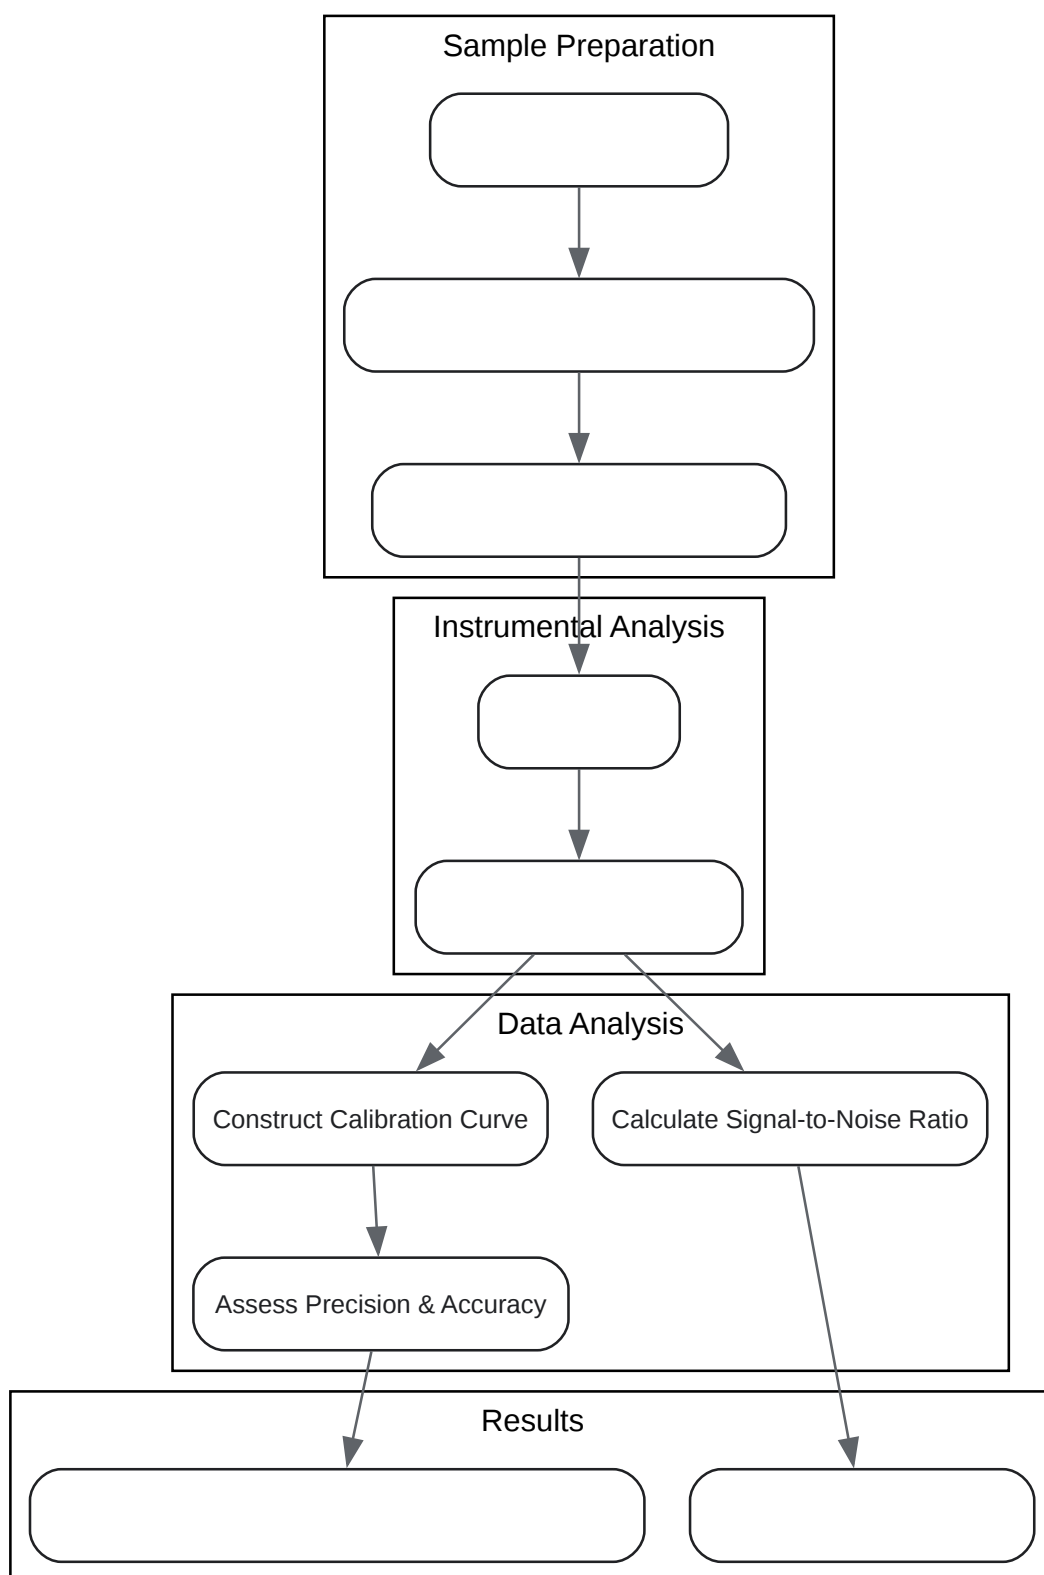 Sample Preparation
Instrumental Analysis
Data Analysis
Construct Calibration Curve
Calculate Signal-to-Noise Ratio
Assess Precision & Accuracy
Results